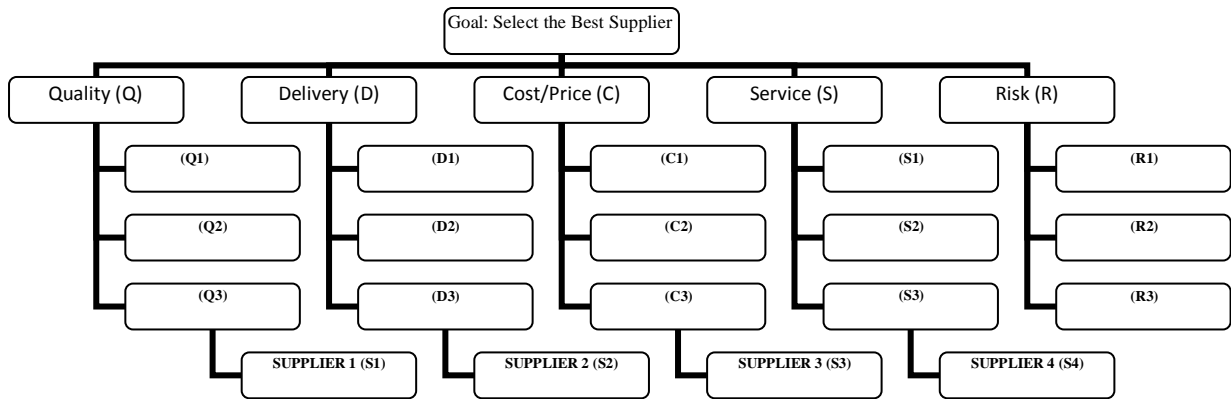 Goal: Select the Best Supplier
Quality (Q)
Delivery (D)
Cost/Price (C)
Service (S)
Risk (R)
(Q1)
(D1)
(C1)
(S1)
(R1)
(Q2)
(D2)
(C2)
(S2)
(R2)
(Q3)
(D3)
(C3)
(S3)
(R3)
SUPPLIER 1 (S1)
SUPPLIER 2 (S2)
SUPPLIER 3 (S3)
SUPPLIER 4 (S4)